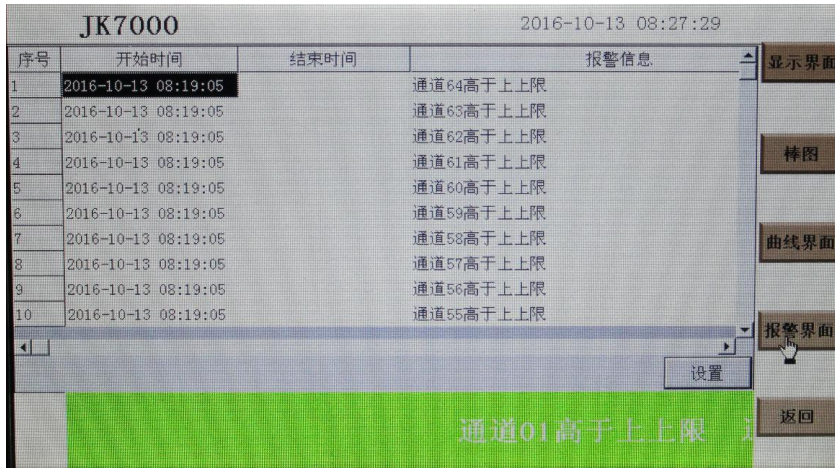 JK7000 2016-10-13 08:27:29
序号 开始时间 结束时间 报警信息
1 2016-10-13 08:19:05 通道64高于上上限
2 2016-10-13 08:19:05 通道63高于上上限
3 2016-10-13 08:19:05 通道62高于上上限
4 2016-10-13 08:19:05 通道61高于上上限
5 2016-10-13 08:19:05 通道60高于上上限
6 2016-10-13 08:19:05 通道59高于上上限
7 2016-10-13 08:19:05 通道58高于上上限
8 2016-10-13 08:19:05 通道57高于上上限
9 2016-10-13 08:19:05 通道56高于上上限
10 2016-10-13 08:19:05 通道55高于上上限
设置
通道01高于上上限
显示界面
棒图
曲线界面
报警界面
返回